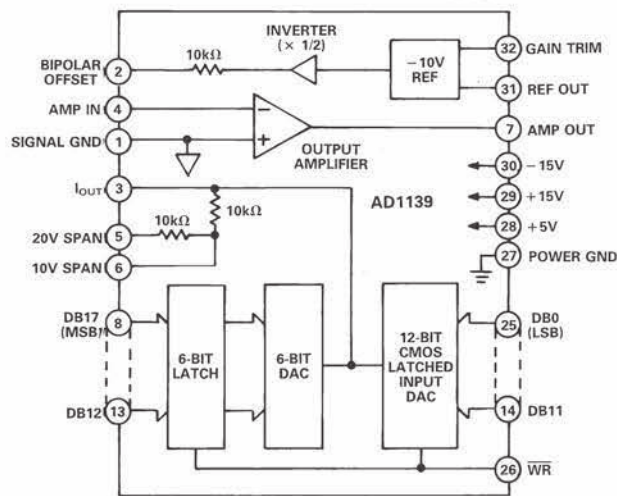 INVERTER
(× 1/2)
10kΩ
BIPOLAR
OFFSET
2
−10V
REF
32
GAIN TRIM
31
REF OUT
AMP IN
4
−
SIGNAL GND
1
+
OUTPUT
AMPLIFIER
7
AMP OUT
30
−15V
IOUT
3
AD1139
29
+15V
10kΩ
10kΩ
20V SPAN
5
28
+5V
10V SPAN
6
27
POWER GND
DB17
(MSB)
8
6-BIT
LATCH
6-BIT
DAC
12-BIT
CMOS
LATCHED
INPUT
DAC
25
DB0
(LSB)
DB12
13
14
DB11
26
W̅R̅